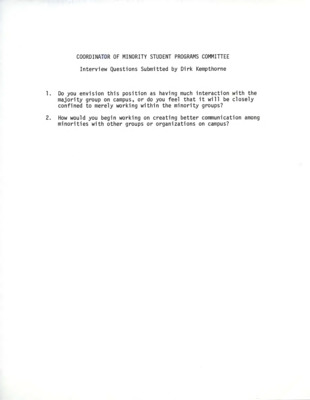 COORDINATOR OF MINORITY STUDENT PROGRAMS COMMITTEE
Interview Questions Submitted by Dirk Kempthorne
1. Do you envision this position as having much interaction with the
majority group on campus, or do you feel that it will be closely
confined to merely working within the minority groups?
2. How would you begin working on creating better communication among
minorities with other groups or organizations on campus?